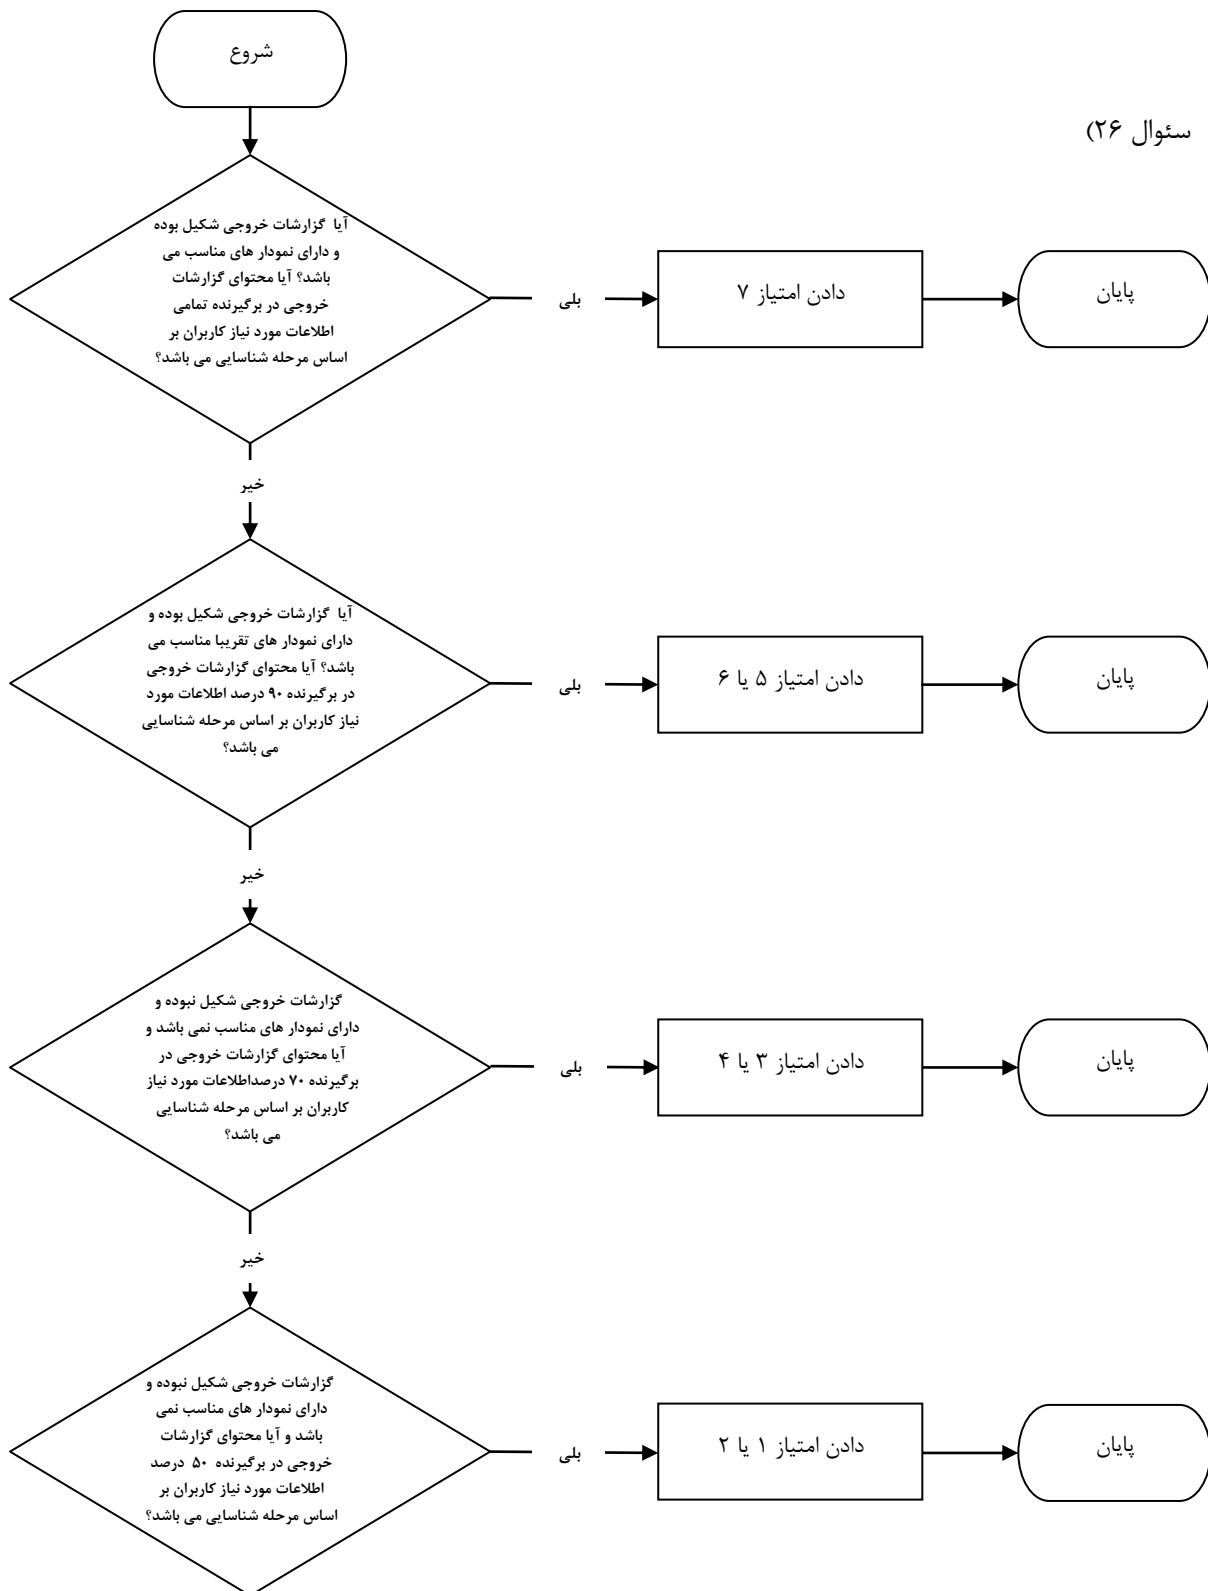 شروع
سئوال ۲۶)
آیا گزارشات خروجی شکیل بوده
و دارای نمودار های مناسب می
باشد؟ آیا محتوای گزارشات
خروجی در برگیرنده تمامی
اطلاعات مورد نیاز کاربران بر
اساس مرحله شناسایی می باشد؟
بلی
دادن امتیاز ۷
پایان
خیر
آیا گزارشات خروجی شکیل بوده و
دارای نمودار های تقریبا مناسب می
باشد؟ آیا محتوای گزارشات خروجی
در برگیرنده ۹۰ درصد اطلاعات مورد
نیاز کاربران بر اساس مرحله شناسایی
می باشد؟
بلی
دادن امتیاز ۵ یا ۶
پایان
خیر
گزارشات خروجی شکیل نبوده و
دارای نمودار های مناسب نمی باشد و
آیا محتوای گزارشات خروجی در
برگیرنده ۷۰ درصداطلاعات مورد نیاز
کاربران بر اساس مرحله شناسایی
می باشد؟
بلی
دادن امتیاز ۳ یا ۴
پایان
خیر
گزارشات خروجی شکیل نبوده و
دارای نمودار های مناسب نمی
باشد و آیا محتوای گزارشات
خروجی در برگیرنده ۵۰ درصد
اطلاعات مورد نیاز کاربران بر
اساس مرحله شناسایی می باشد؟
بلی
دادن امتیاز ۱ یا ۲
پایان